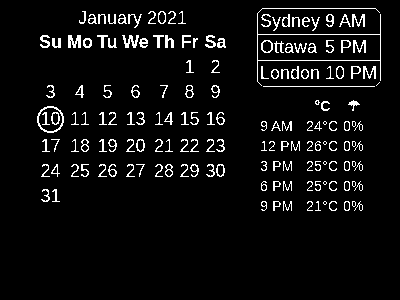 January 2021
Su Mo Tu We Th Fr Sa
1 2
3 4 5 6 7 8 9
10 11 12 13 14 15 16
17 18 19 20 21 22 23
24 25 26 27 28 29 30
31
Sydney 9 AM
Ottawa 5 PM
London 10 PM
°C ☂
9 AM 24°C 0%
12 PM 26°C 0%
3 PM 25°C 0%
6 PM 25°C 0%
9 PM 21°C 0%